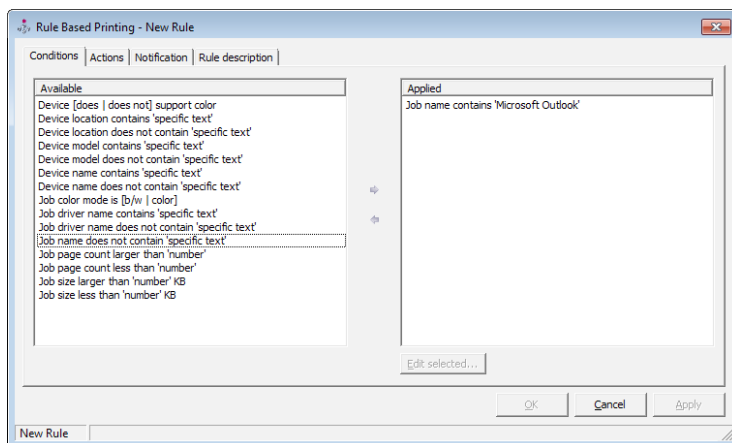 Rule Based Printing - New Rule
Conditions Actions Notification Rule description
Available
Device [does | does not] support color
Device location contains 'specific text'
Device location does not contain 'specific text'
Device model contains 'specific text'
Device model does not contain 'specific text'
Device name contains 'specific text'
Device name does not contain 'specific text'
Job color mode is [b/w | color]
Job driver name contains 'specific text'
Job driver name does not contain 'specific text'
Job name does not contain 'specific text'
Job page count larger than 'number'
Job page count less than 'number'
Job size larger than 'number' KB
Job size less than 'number' KB
Applied
Job name contains 'Microsoft Outlook'
Edit selected...
OK Cancel Apply
New Rule